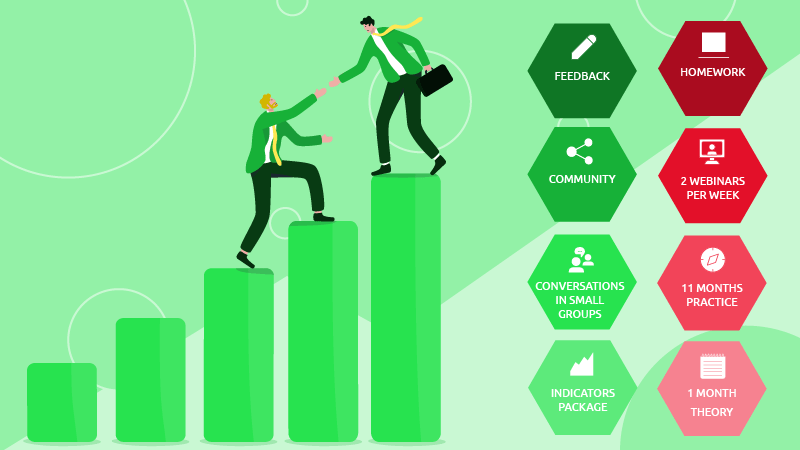 FEEDBACK
HOMEWORK
COMMUNITY
2 WEBINARS
PER WEEK
CONVERSATIONS
IN SMALL
GROUPS
11 MONTHS
PRACTICE
INDICATORS
PACKAGE
1 MONTH
THEORY